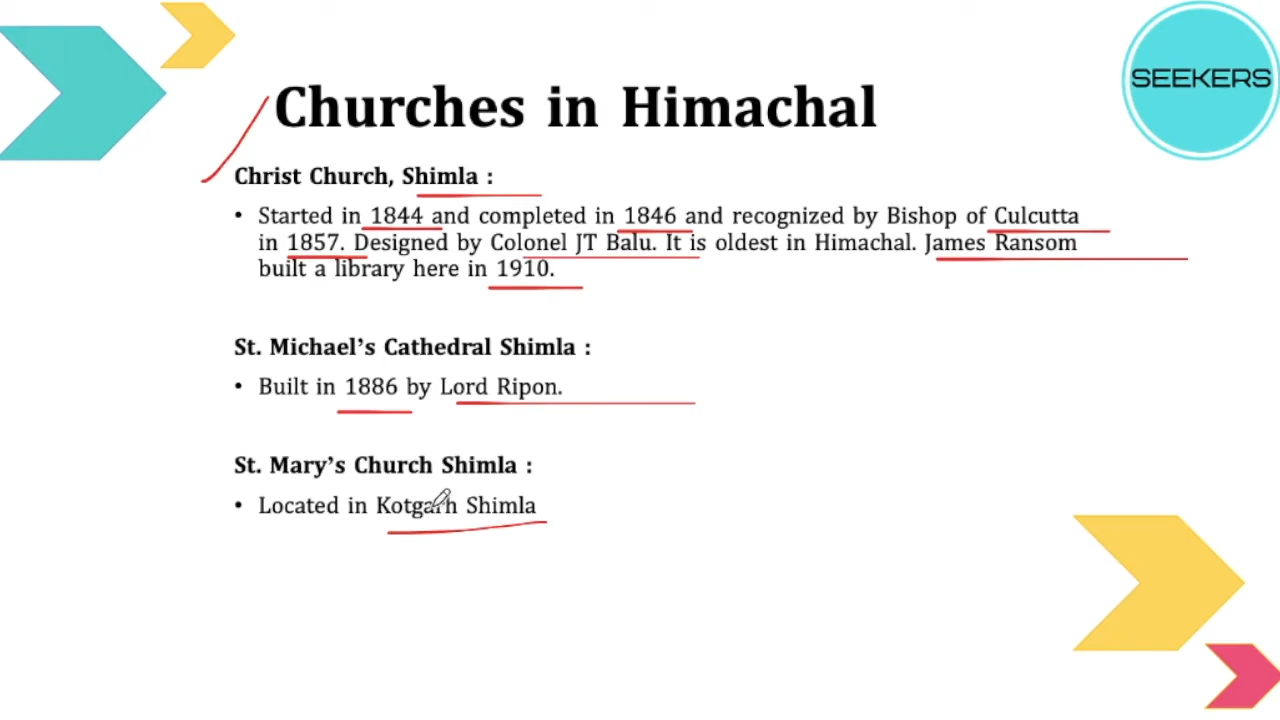 SEEKERS
Churches in Himachal
Christ Church, Shimla :
• Started in 1844 and completed in 1846 and recognized by Bishop of Culcutta
in 1857. Designed by Colonel JT Balu. It is oldest in Himachal. James Ransom
built a library here in 1910.
St. Michael’s Cathedral Shimla :
• Built in 1886 by Lord Ripon.
St. Mary’s Church Shimla :
• Located in Kotgarh Shimla